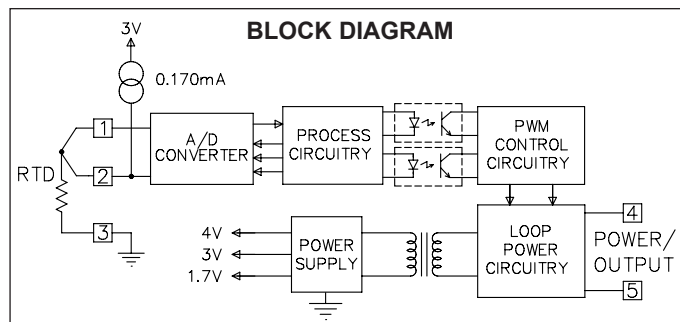 BLOCK DIAGRAM
3V
0.170mA
1
2
3
RTD
A/D
CONVERTER
PROCESS
CIRCUITRY
PWM
CONTROL
CIRCUITRY
4V
3V
1.7V
POWER
SUPPLY
LOOP
POWER
CIRCUITRY
4
POWER/
OUTPUT
5